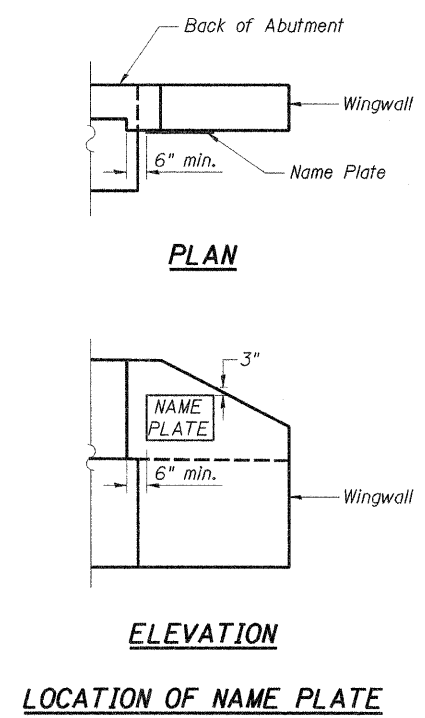 Back of Abutment
Wingwall
6" min.
Name Plate
PLAN
3"
NAME
PLATE
6" min.
Wingwall
ELEVATION
LOCATION OF NAME PLATE